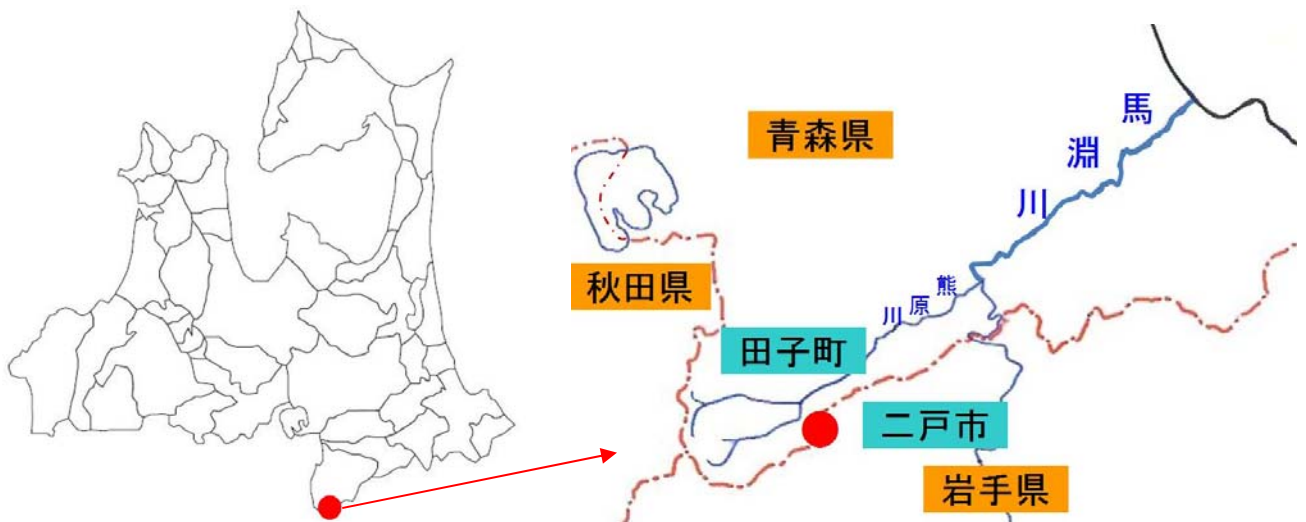 青森県
馬淵川
秋田県
熊原川
田子町
二戸市
岩手県